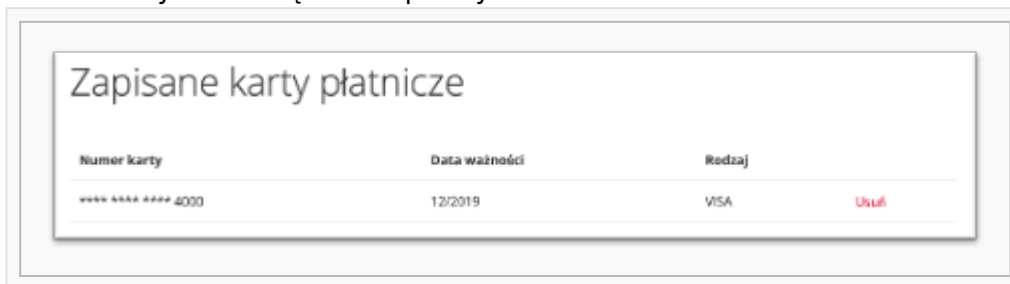 Zapisane karty płatnicze
Numer karty Data ważności Rodzaj
**** **** **** 4000 12/2019 VISA Usuń